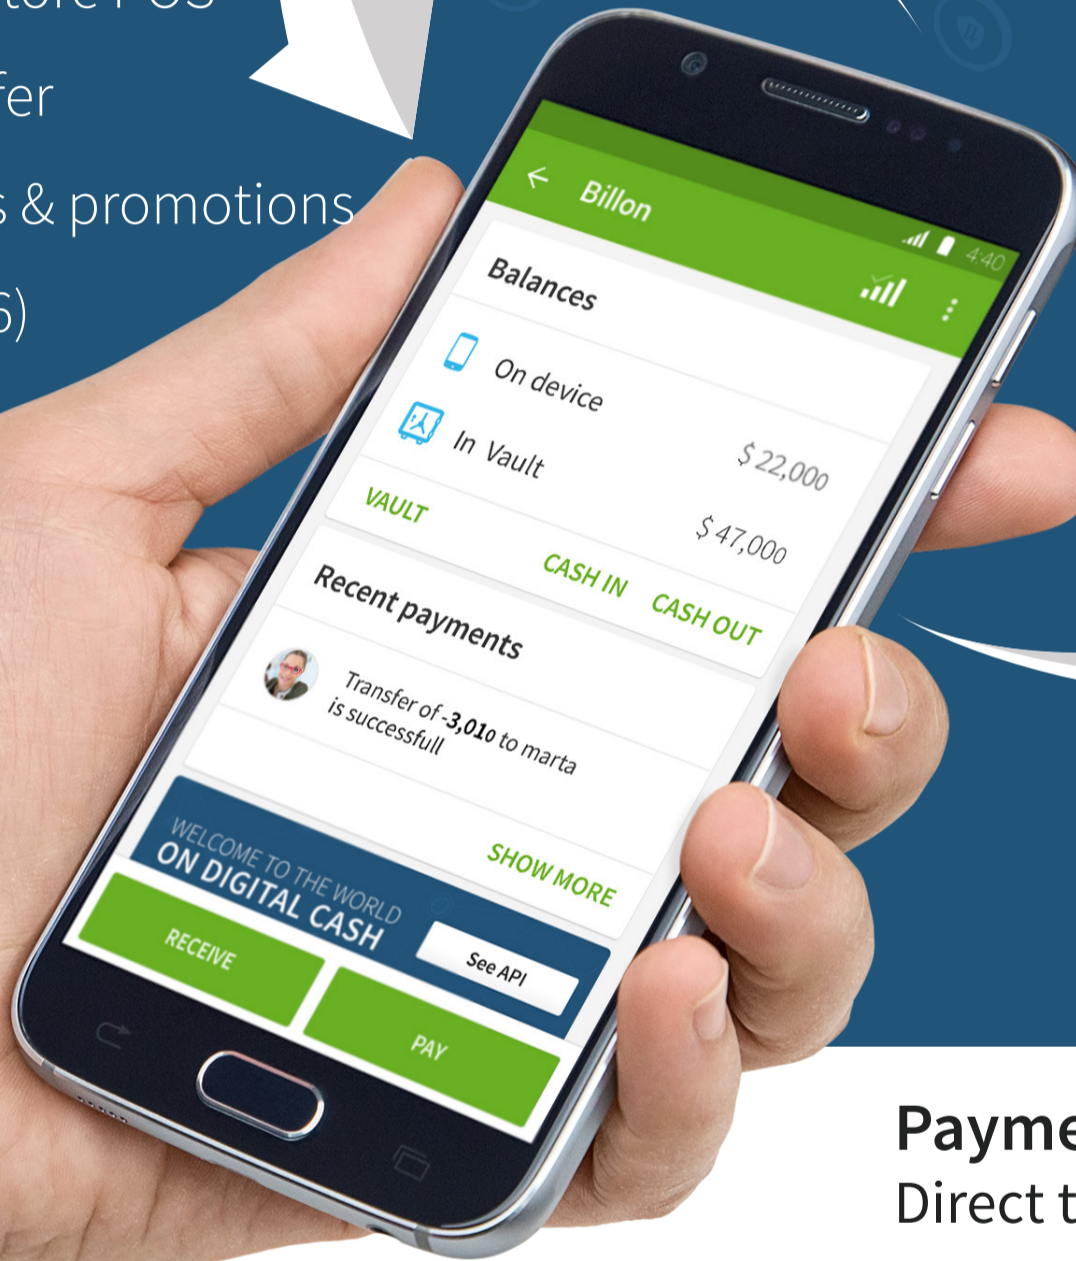 fer
s & promotions
6)
Billon
4:40
Balances
On device
$ 22,000
In Vault
$ 47,000
VAULT
CASH IN
CASH OUT
Recent payments
Transfer of -3,010 to marta
is successfull
SHOW MORE
WELCOME TO THE WORLD
ON DIGITAL CASH
See API
RECEIVE
PAY
Payme
Direct t